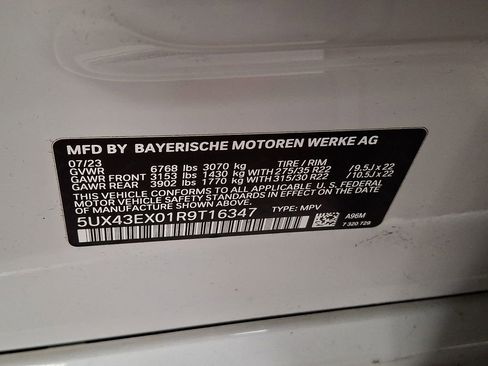 MFD BY BAYERISCHE MOTOREN WERKE AG
07/23 TIRE / RIM
GVWR 6768 lbs 3070 kg
GAWR FRONT 3153 lbs 1430 kg WITH 275/35 R22 / 9.5J x 22
GAWR REAR 3902 lbs 1770 kg WITH 315/30 R22 / 10.5J x 22
THIS VEHICLE CONFORMS TO ALL APPLICABLE U. S. FEDERAL
MOTOR VEHICLE SAFETY STANDARDS IN EFFECT ON THE DATE
OF MANUFACTURE SHOWN ABOVE.
5UX43EX01R9T16347 TYPE: MPV
A96M
7 320 729